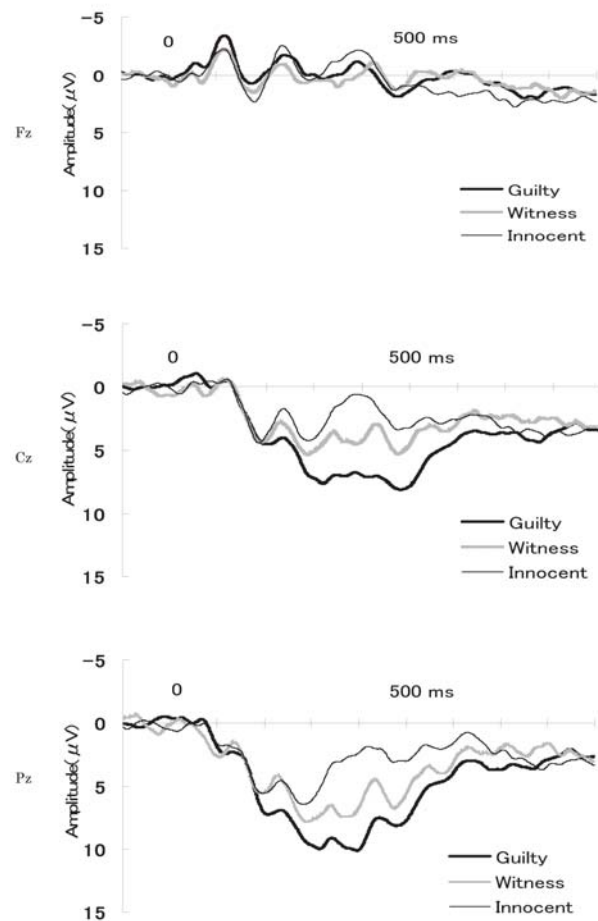 -5
0
500 ms
0
Fz
Amplitude(μV)
5
10
15
Guilty
Witness
Innocent
-5
0
500 ms
0
Cz
Amplitude(μV)
5
10
15
Guilty
Witness
Innocent
-5
0
500 ms
0
Pz
Amplitude(μV)
5
10
15
Guilty
Witness
Innocent